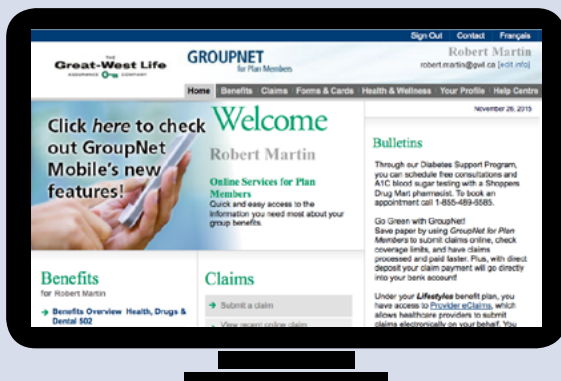 Sign Out Contact Français
THE
Great-West Life
ASSURANCE COMPANY
GROUPNET
for Plan Members
Robert Martin
robert.martin@gwl.ca [edit info]
Home Benefits Claims Forms & Cards Health & Wellness Your Profile Help Centre
November 26, 2015
Click here to check
out GroupNet
Mobile's new
features!
Welcome
Robert Martin
Online Services for Plan
Members
Quick and easy access to the
information you need most about your
group benefits.
Bulletins
Through our Diabetes Support Program,
you can schedule free consultations and
A1C blood sugar testing with a Shoppers
Drug Mart pharmacist. To book an
appointment call 1-855-489-6585.
Go Green with GroupNet!
Save paper by using GroupNet for Plan
Members to submit claims online, check
coverage limits, and have claims
processed and paid faster. Plus, with direct
deposit your claim payment will go directly
into your bank account!
Under your Lifestyles benefit plan, you
have access to Provider eClaims, which
allows healthcare providers to submit
claims electronically on your behalf. You
Benefits
for Robert Martin
Benefits Overview Health, Drugs &
Dental 502
Claims
Submit a claim
View recent online claim